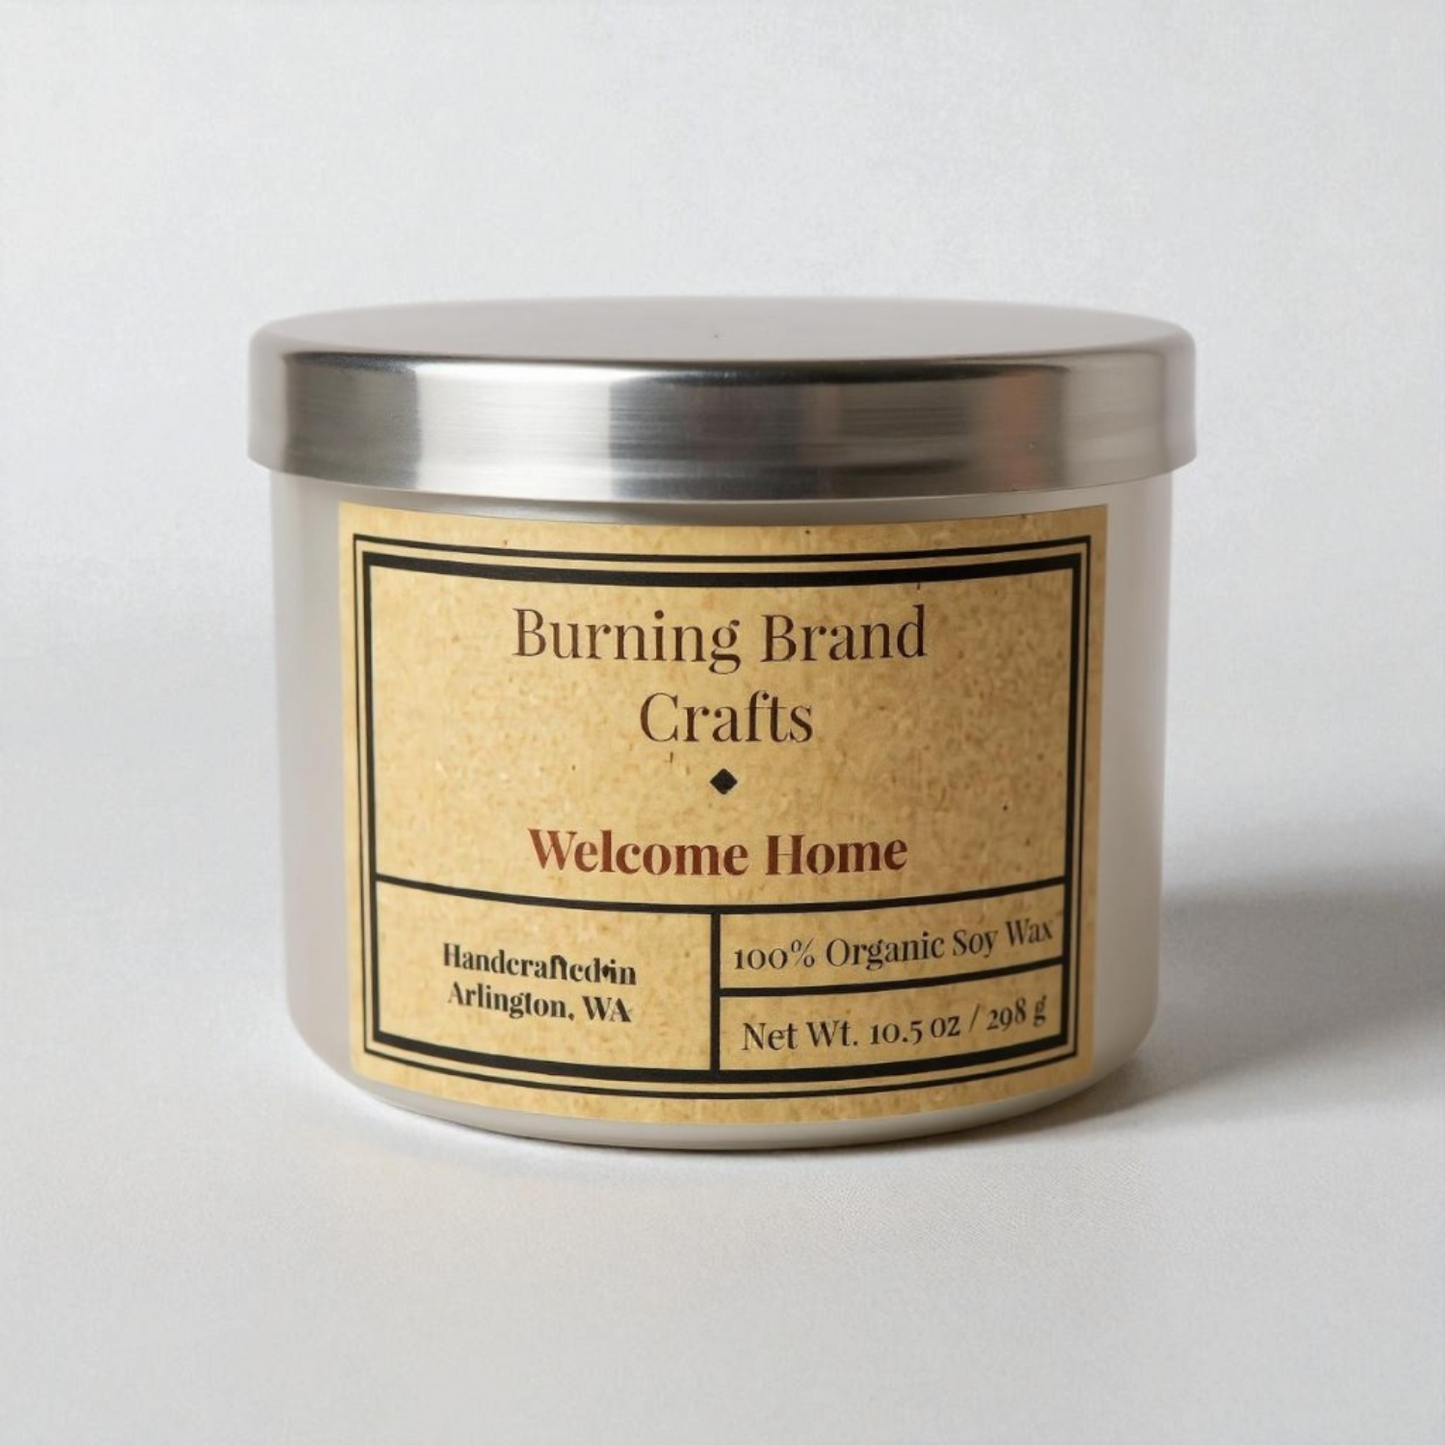 Burning Brand
Crafts
Welcome Home
Handcrafted in
Arlington, WA
100% Organic Soy Wax
Net Wt. 10.5 oz / 298 g